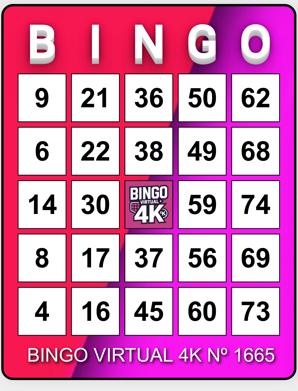 B I N G O
9 21 36 50 62
6 22 38 49 68
14 30 BINGO VIRTUAL 4K 59 74
8 17 37 56 69
4 16 45 60 73
BINGO VIRTUAL 4K Nº 1665